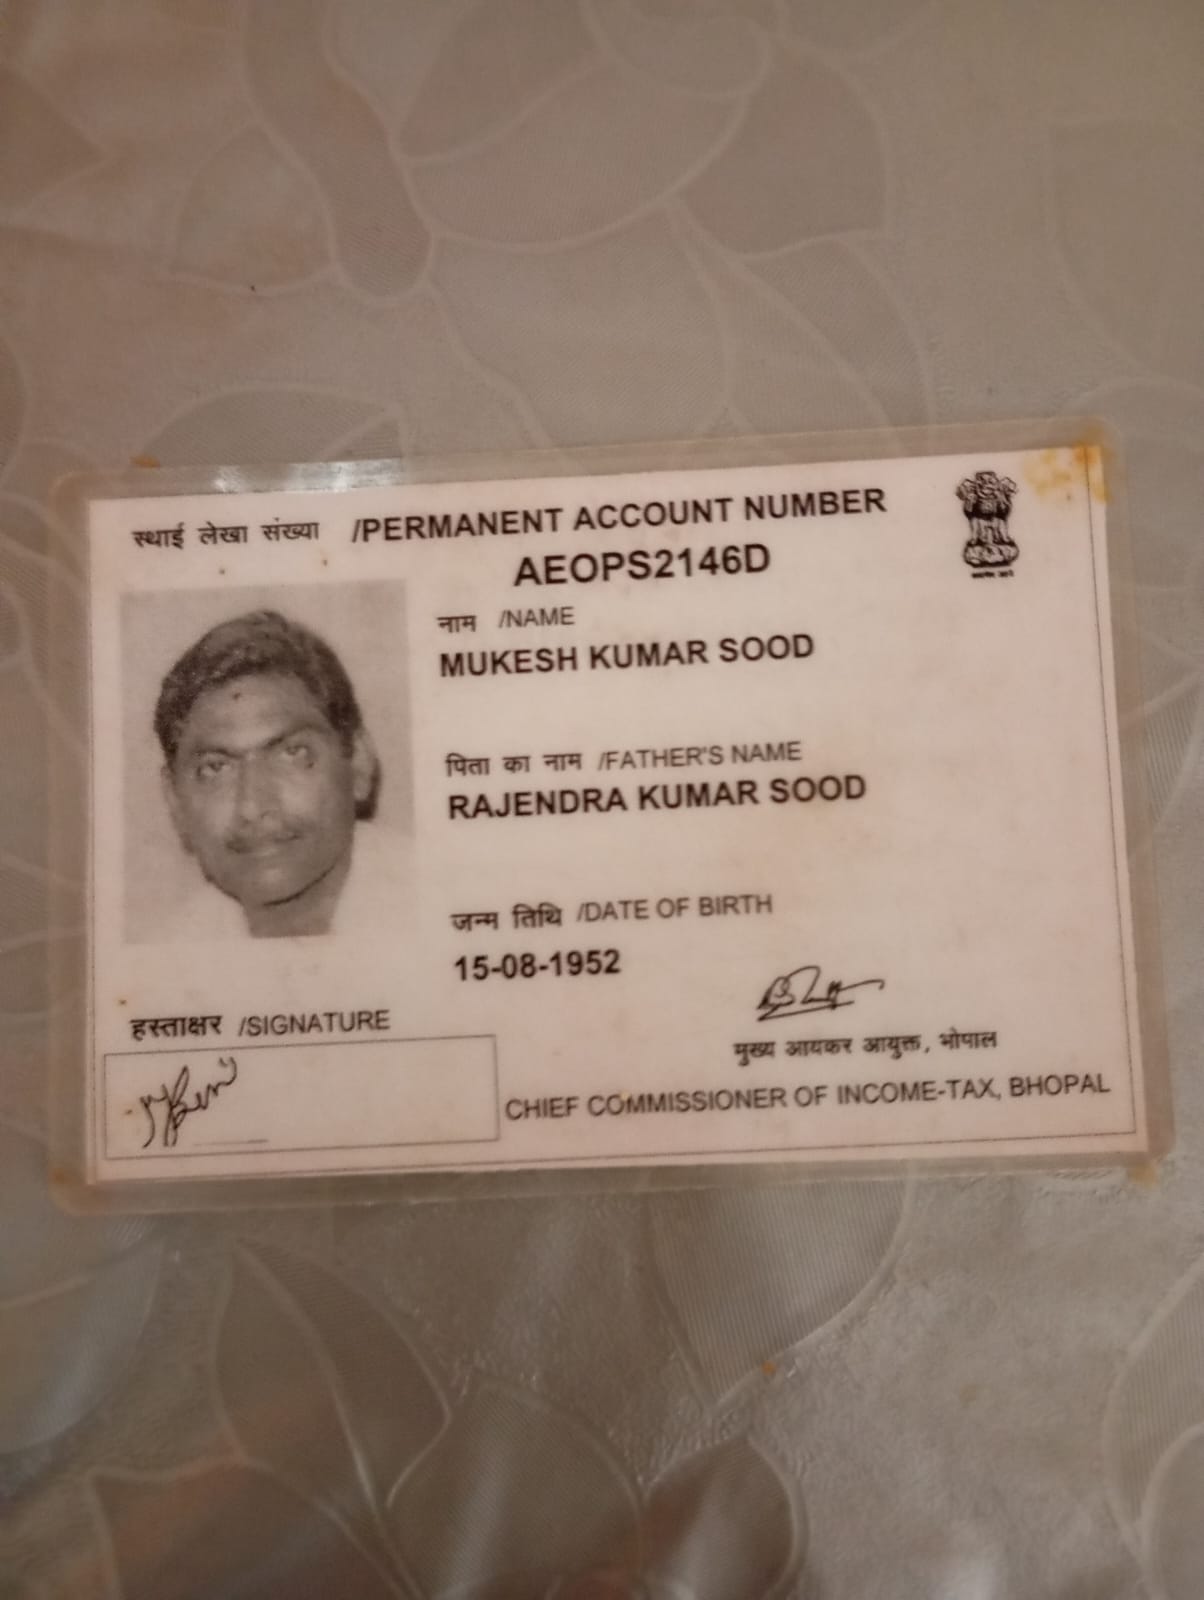 स्थाई लेखा संख्या /PERMANENT ACCOUNT NUMBER
AEOPS2146D
नाम /NAME
MUKESH KUMAR SOOD
पिता का नाम /FATHER'S NAME
RAJENDRA KUMAR SOOD
जन्म तिथि /DATE OF BIRTH
15-08-1952
हस्ताक्षर /SIGNATURE
मुख्य आयकर आयुक्त, भोपाल
CHIEF COMMISSIONER OF INCOME-TAX, BHOPAL